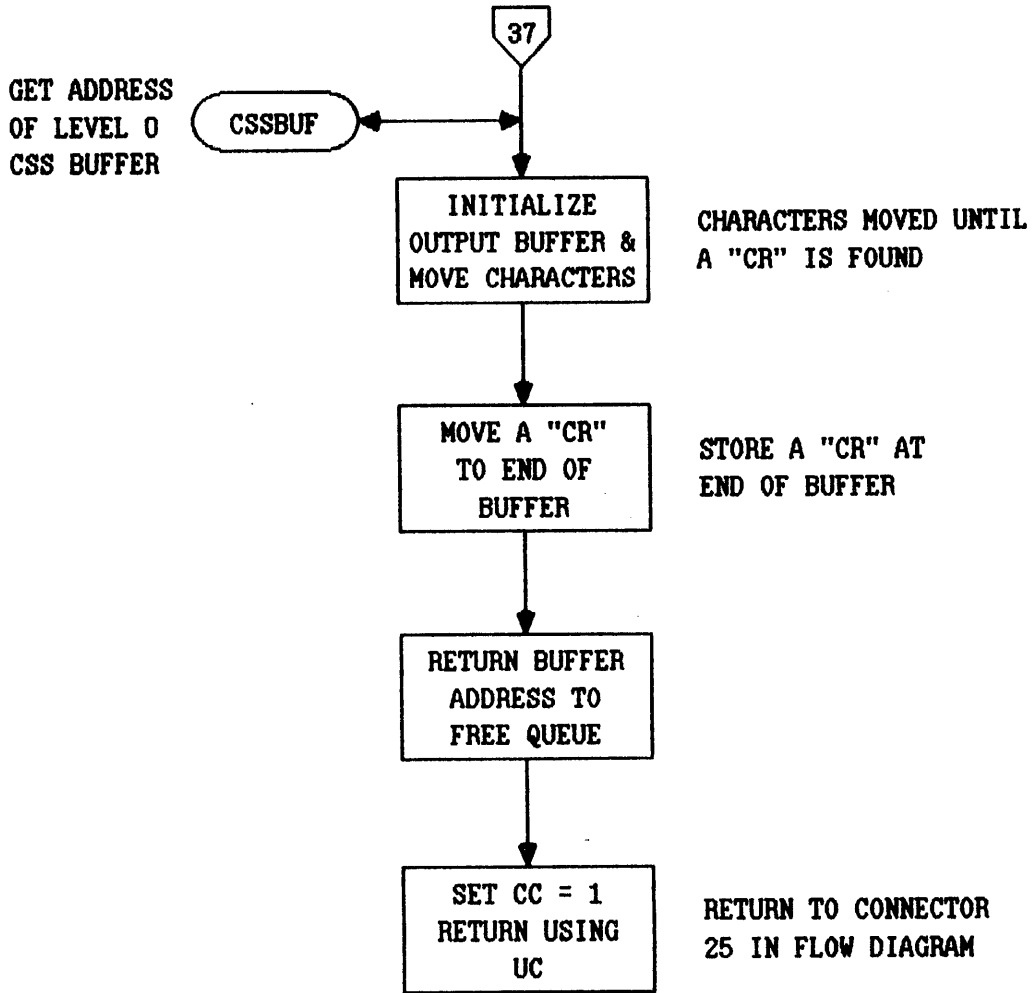 37
GET ADDRESS
OF LEVEL 0
CSS BUFFER
CSSBUF
INITIALIZE
OUTPUT BUFFER &
MOVE CHARACTERS
CHARACTERS MOVED UNTIL
A "CR" IS FOUND
MOVE A "CR"
TO END OF
BUFFER
STORE A "CR" AT
END OF BUFFER
RETURN BUFFER
ADDRESS TO
FREE QUEUE
SET CC = 1
RETURN USING
UC
RETURN TO CONNECTOR
25 IN FLOW DIAGRAM